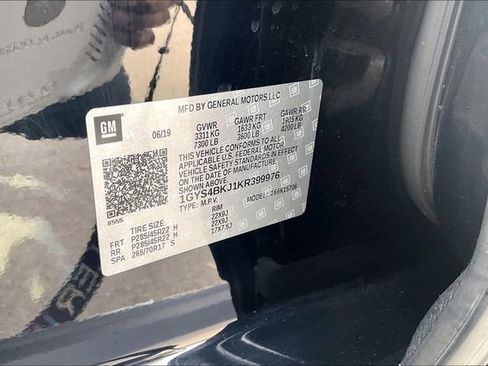 MFD BY GENERAL MOTORS LLC
GM
06/19 GVWR GAWR FRT GAWR RR
3311 KG 1633 KG 1905 KG
7300 LB 3600 LB 4200 LB
THIS VEHICLE CONFORMS TO ALL
APPLICABLE U.S. FEDERAL MOTOR
VEHICLE SAFETY STANDARDS IN EFFECT
ON THE DATE OF MANUFACTURE
SHOWN ABOVE.
1GYS4BKJ1KR399976
TYPE: M.P.V. MODEL:
8555
TIRE SIZE RIM
FRT P285/45R22 H 22X9J
RR P285/45R22 H 22X9J
SPA 265/70R17 S 17X7.5J